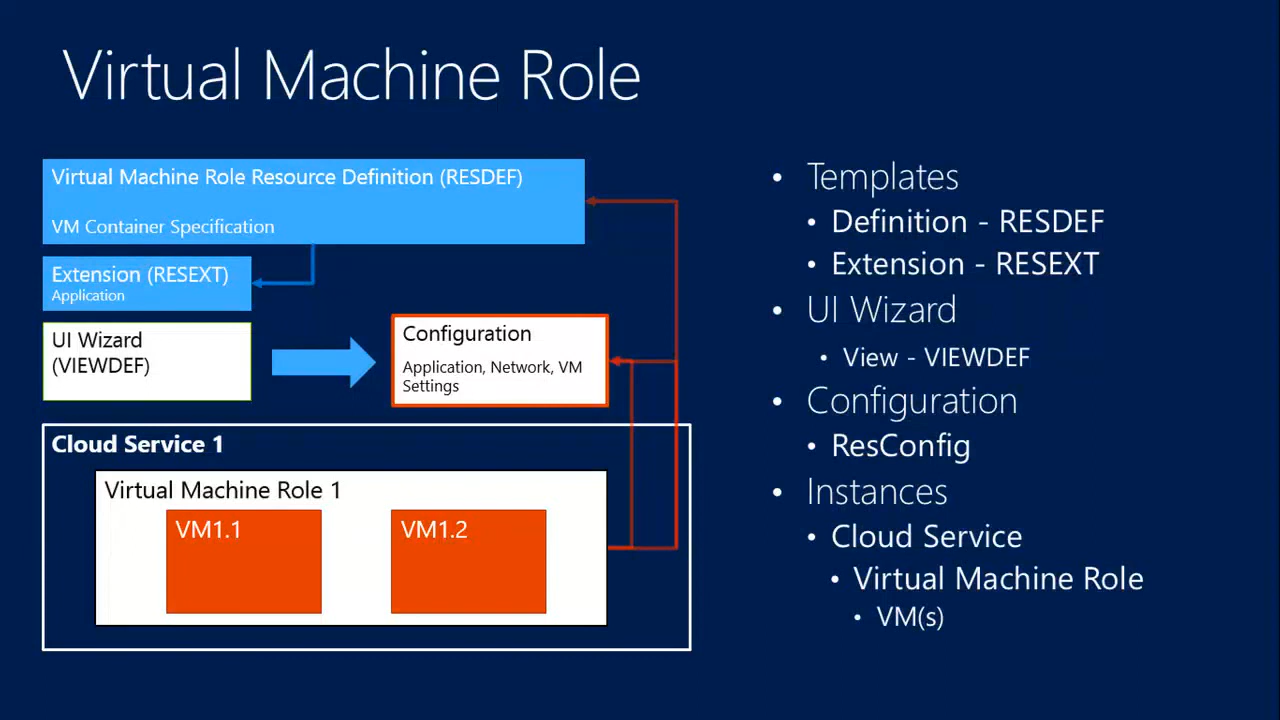 Virtual Machine Role
Virtual Machine Role Resource Definition (RESDEF)
VM Container Specification
Extension (RESEXT)
Application
UI Wizard
(VIEWDEF)
Configuration
Application, Network, VM
Settings
Cloud Service 1
Virtual Machine Role 1
VM1.1
VM1.2
• Templates
• Definition - RESDEF
• Extension - RESEXT
• UI Wizard
• View - VIEWDEF
• Configuration
• ResConfig
• Instances
• Cloud Service
• Virtual Machine Role
• VM(s)